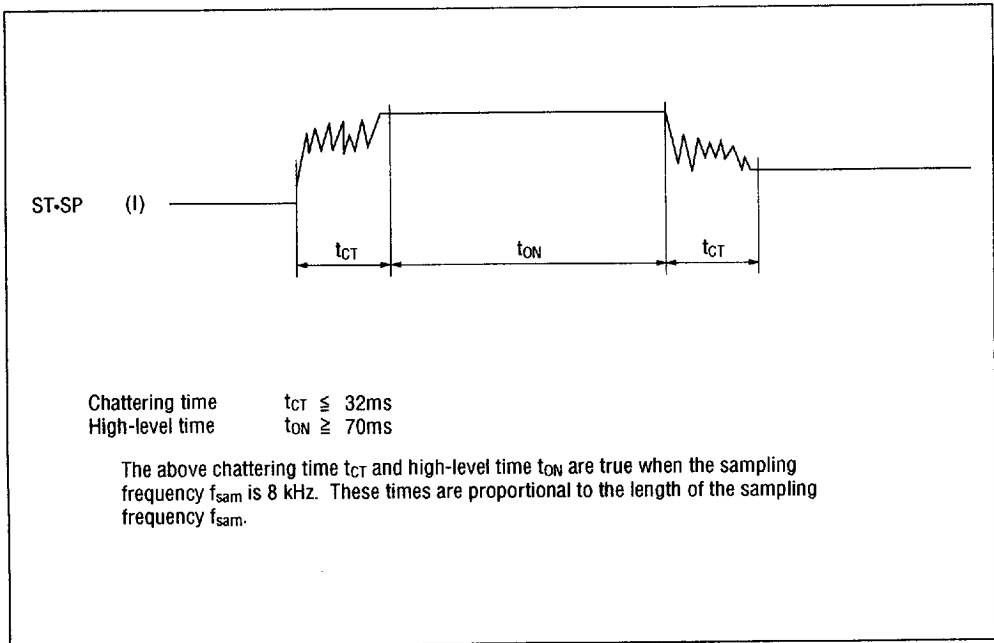 ST•SP (I)
tCT tON tCT
Chattering time tCT ≦ 32ms
High-level time tON ≧ 70ms
The above chattering time tCT and high-level time tON are true when the sampling
frequency fsam is 8 kHz. These times are proportional to the length of the sampling
frequency fsam.